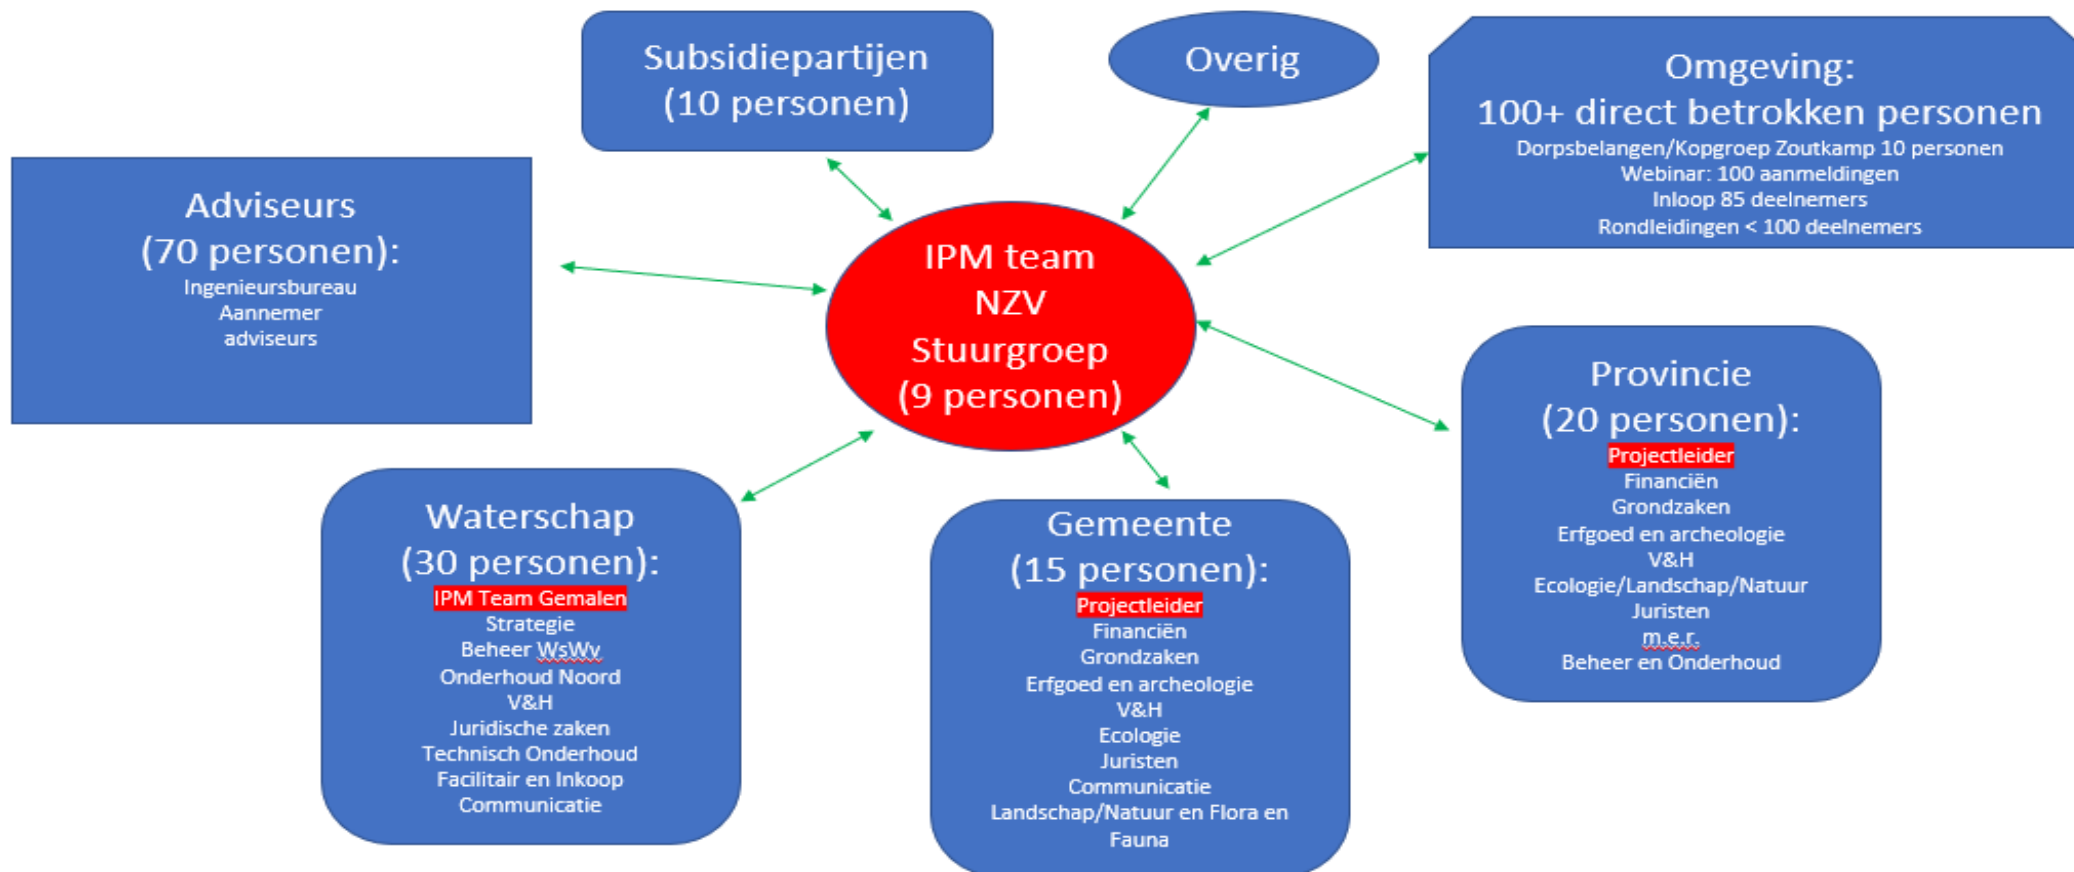 Subsidiepartijen
(10 personen)
Overig
Omgeving:
100+ direct betrokken personen
Dorpsbelangen/Kopgroep Zoutkamp 10 personen
Webinar: 100 aanmeldingen
Inloop 85 deelnemers
Rondleidingen < 100 deelnemers
Adviseurs
(70 personen):
Ingenieursbureau
Aannemer
adviseurs
IPM team
NZV
Stuurgroep
(9 personen)
Provincie
(20 personen):
Projectleider
Financiën
Grondzaken
Erfgoed en archeologie
V&H
Ecologie/Landschap/Natuur
Juristen
m.e.r.
Beheer en Onderhoud
Waterschap
(30 personen):
IPM Team Gemalen
Strategie
Beheer WsWv
Onderhoud Noord
V&H
Juridische zaken
Technisch Onderhoud
Facilitair en Inkoop
Communicatie
Gemeente
(15 personen):
Projectleider
Financiën
Grondzaken
Erfgoed en archeologie
V&H
Ecologie
Juristen
Communicatie
Landschap/Natuur en Flora en
Fauna